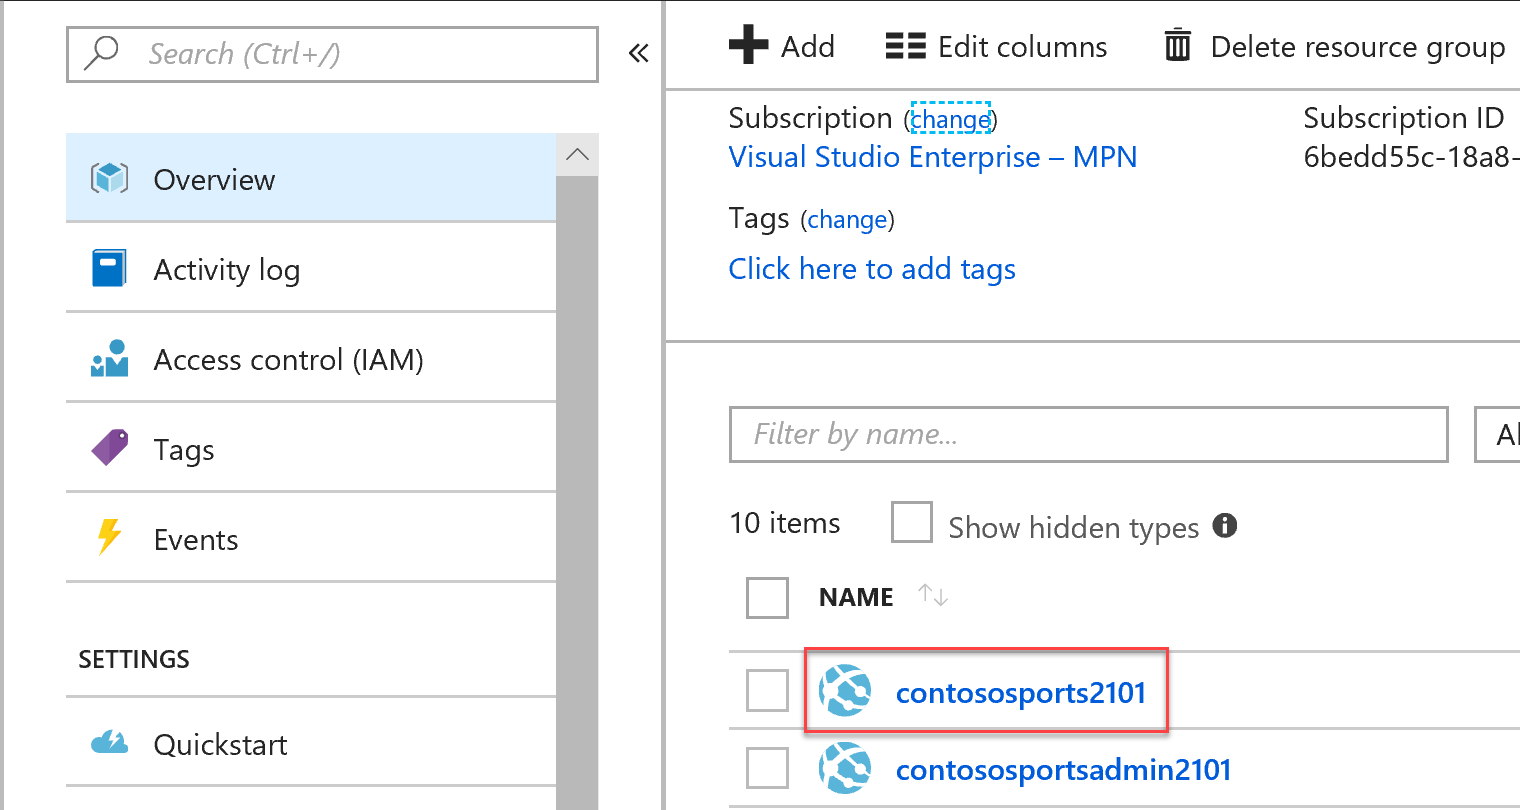 Search (Ctrl+/)
Overview
Activity log
Access control (IAM)
Tags
Events
SETTINGS
Quickstart
Add
Edit columns
Delete resource group
Subscription (change)
Visual Studio Enterprise – MPN
Subscription ID
6bedd55c-18a8-
Tags (change)
Click here to add tags
Filter by name...
10 items
Show hidden types
NAME
contososports2101
contososportsadmin2101